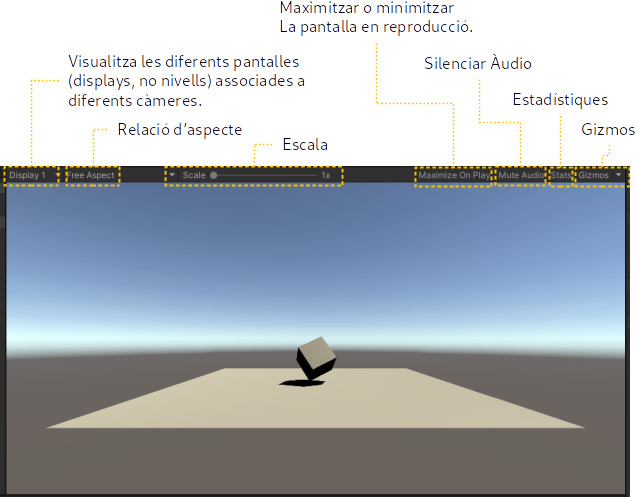 Maximitzar o minimitzar
La pantalla en reproducció.
Visualitza les diferents pantalles
(displays, no nivells) associades a
diferents càmeres.
Silenciar Àudio
Estadístiques
Relació d'aspecte
Gizmos
Escala
Display 1 Free Aspect Scale 1x Maximize On Play Mute Audio Stats Gizmos